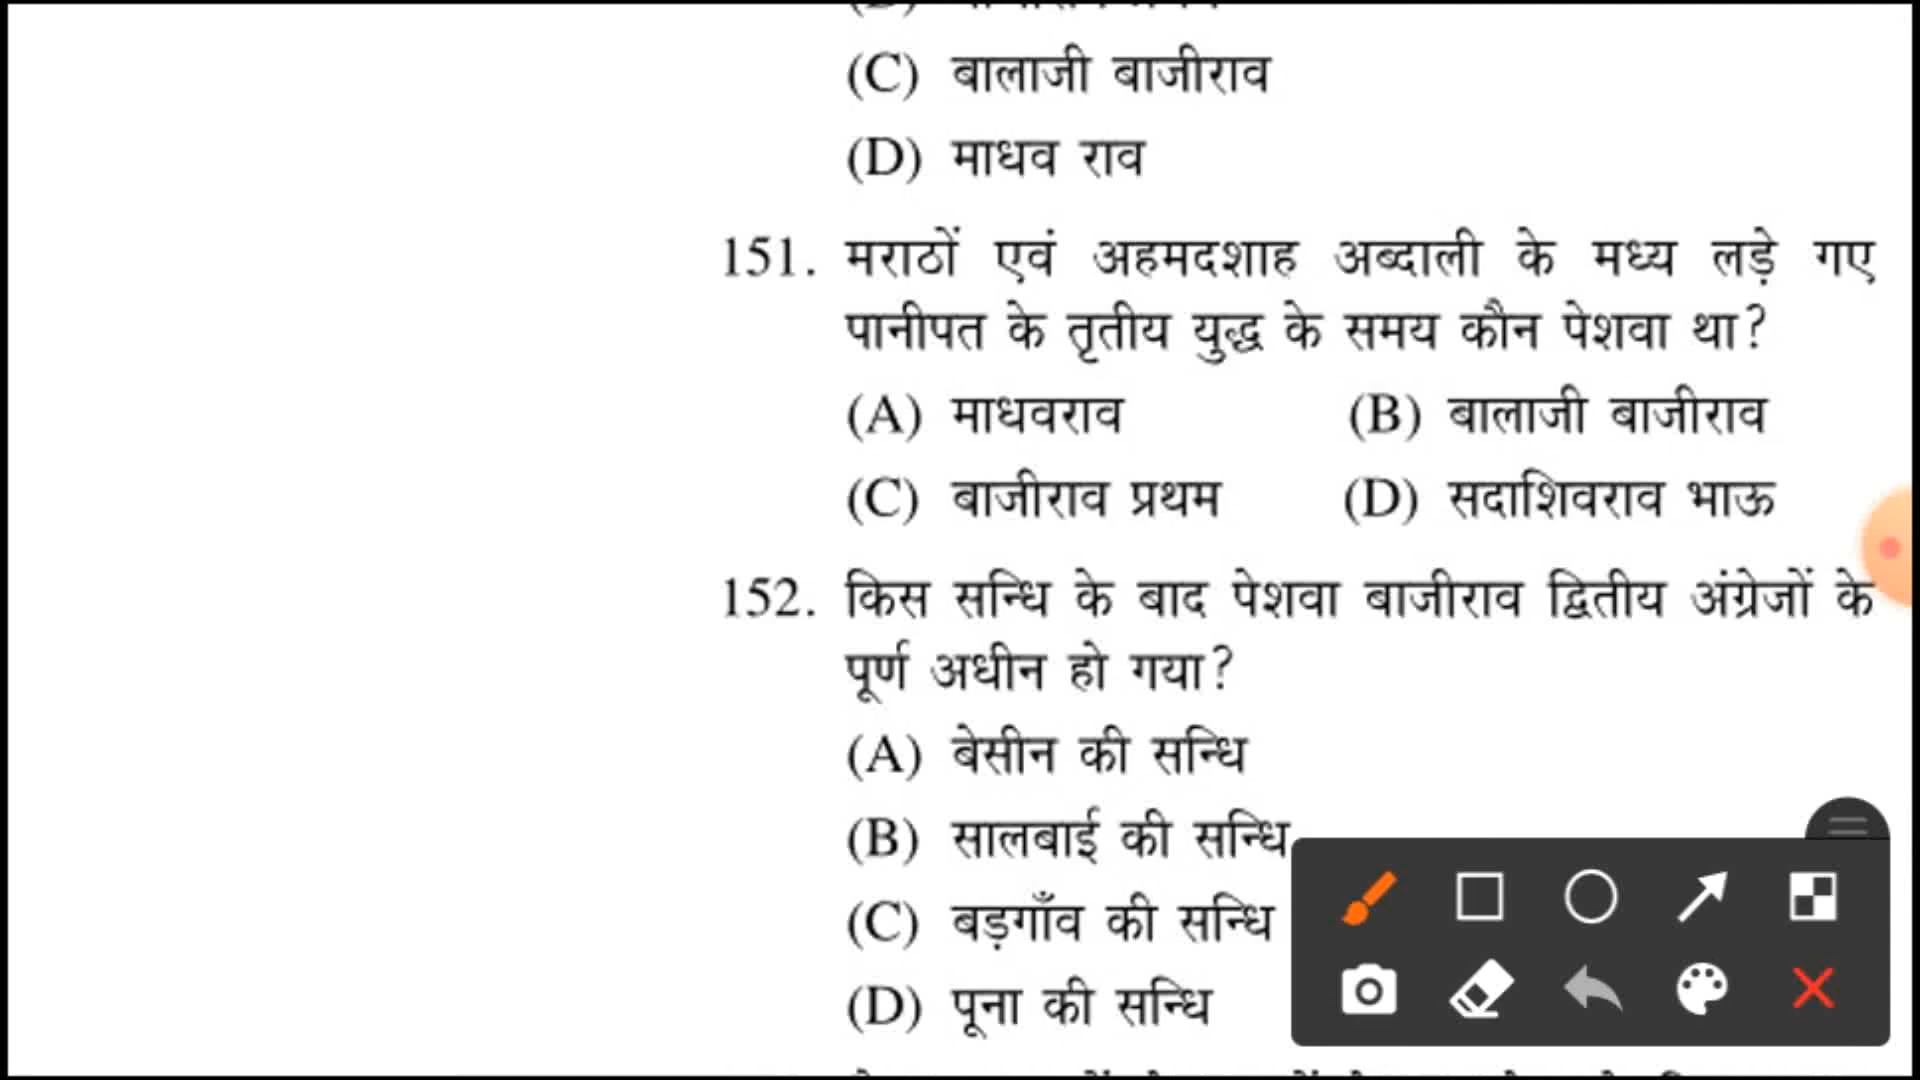 (C) बालाजी बाजीराव
(D) माधव राव
151. मराठों एवं अहमदशाह अब्दाली के मध्य लड़े गए
पानीपत के तृतीय युद्ध के समय कौन पेशवा था?
(A) माधवराव (B) बालाजी बाजीराव
(C) बाजीराव प्रथम (D) सदाशिवराव भाऊ
152. किस सन्धि के बाद पेशवा बाजीराव द्वितीय अंग्रेजों के
पूर्ण अधीन हो गया?
(A) बेसीन की सन्धि
(B) सालबाई की सन्धि
(C) बड़गाँव की सन्धि
(D) पूना की सन्धि